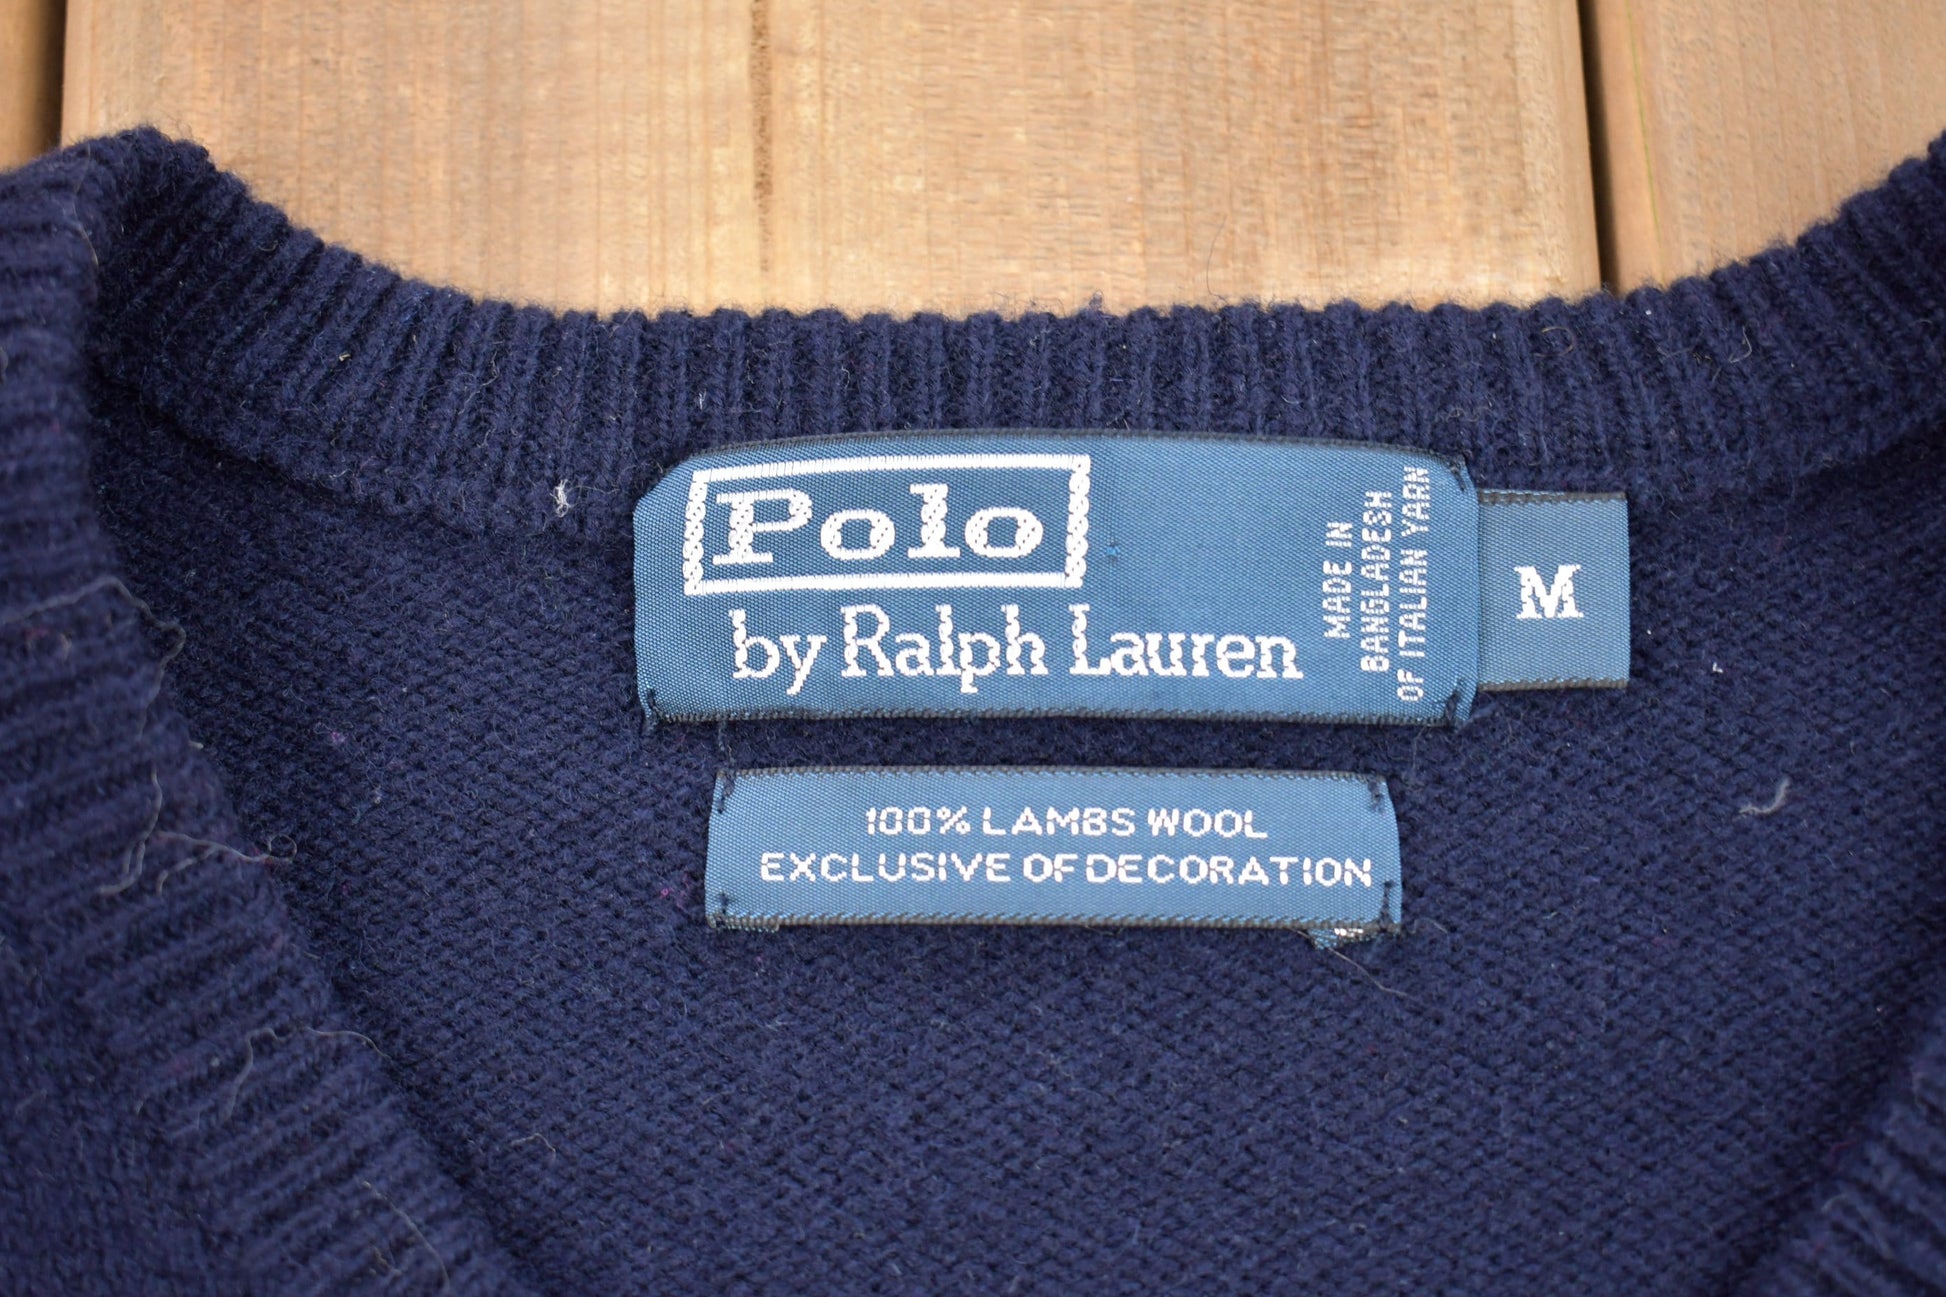 Polo
by Ralph Lauren
MADE IN
BANGLADESH
OF ITALIAN YARN
M
100% LAMBS WOOL
EXCLUSIVE OF DECORATION